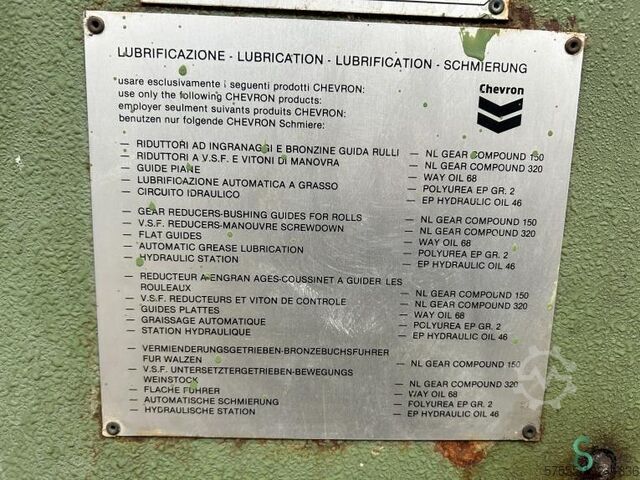 LUBRIFICAZIONE - LUBRICATION - LUBRIFICATION - SCHMIERUNG
usare esclusivamente i seguenti prodotti CHEVRON:
use only the following CHEVRON products:
employer seulment suivants produits CHEVRON:
benutzen nur folgende CHEVRON Schmiere:
Chevron
— RIDUTTORI AD INGRANAGGI E BRONZINE GUIDA RULLI — NL GEAR COMPOUND 150
— RIDUTTORI A V.S.F. E VITONI DI MANOVRA — NL GEAR COMPOUND 320
— GUIDE PIANE — WAY OIL 68
— LUBRIFICAZIONE AUTOMATICA A GRASSO — POLYUREA EP GR. 2
— CIRCUITO IDRAULICO — EP HYDRAULIC OIL 46
— GEAR REDUCERS-BUSHING GUIDES FOR ROLLS — NL GEAR COMPOUND 150
— V.S.F. REDUCERS-MANOUVRE SCREWDOWN — NL GEAR COMPOUND 320
— FLAT GUIDES — WAY OIL 68
— AUTOMATIC GREASE LUBRICATION — POLYUREA EP GR. 2
— HYDRAULIC STATION — EP HYDRAULIC OIL 46
— REDUCTEUR A-ENGRAN AGES-COUSSINET A GUIDER LES
ROULEAUX — NL GEAR COMPOUND 150
— V.S.F. REDUCTEURS ET VITON DE CONTROLE — NL GEAR COMPOUND 320
— GUIDES PLATTES — WAY OIL 68
— GRAISSAGE AUTOMATIQUE — POLYUREA EP GR. 2
— STATION HYDRAULIQUE — EP HYDRAULIC OIL 46
— VERMIENDERUNGSGETRIEBEN-BRONZEBUCHSFUHRER
FUR WALZEN — NL GEAR COMPOUND 150
— V.S.F. UNTERSETZTERGETRIEBEN-BEWEGUNGS
WEINSTOCK — NL GEAR COMPOUND 320
— FLACHE FUHRER — WAY OIL 68
— AUTOMATISCHE SCHMIERUNG — POLYUREA EP GR. 2
— HYDRAULISCHE STATION — EP HYDRAULIC OIL 46